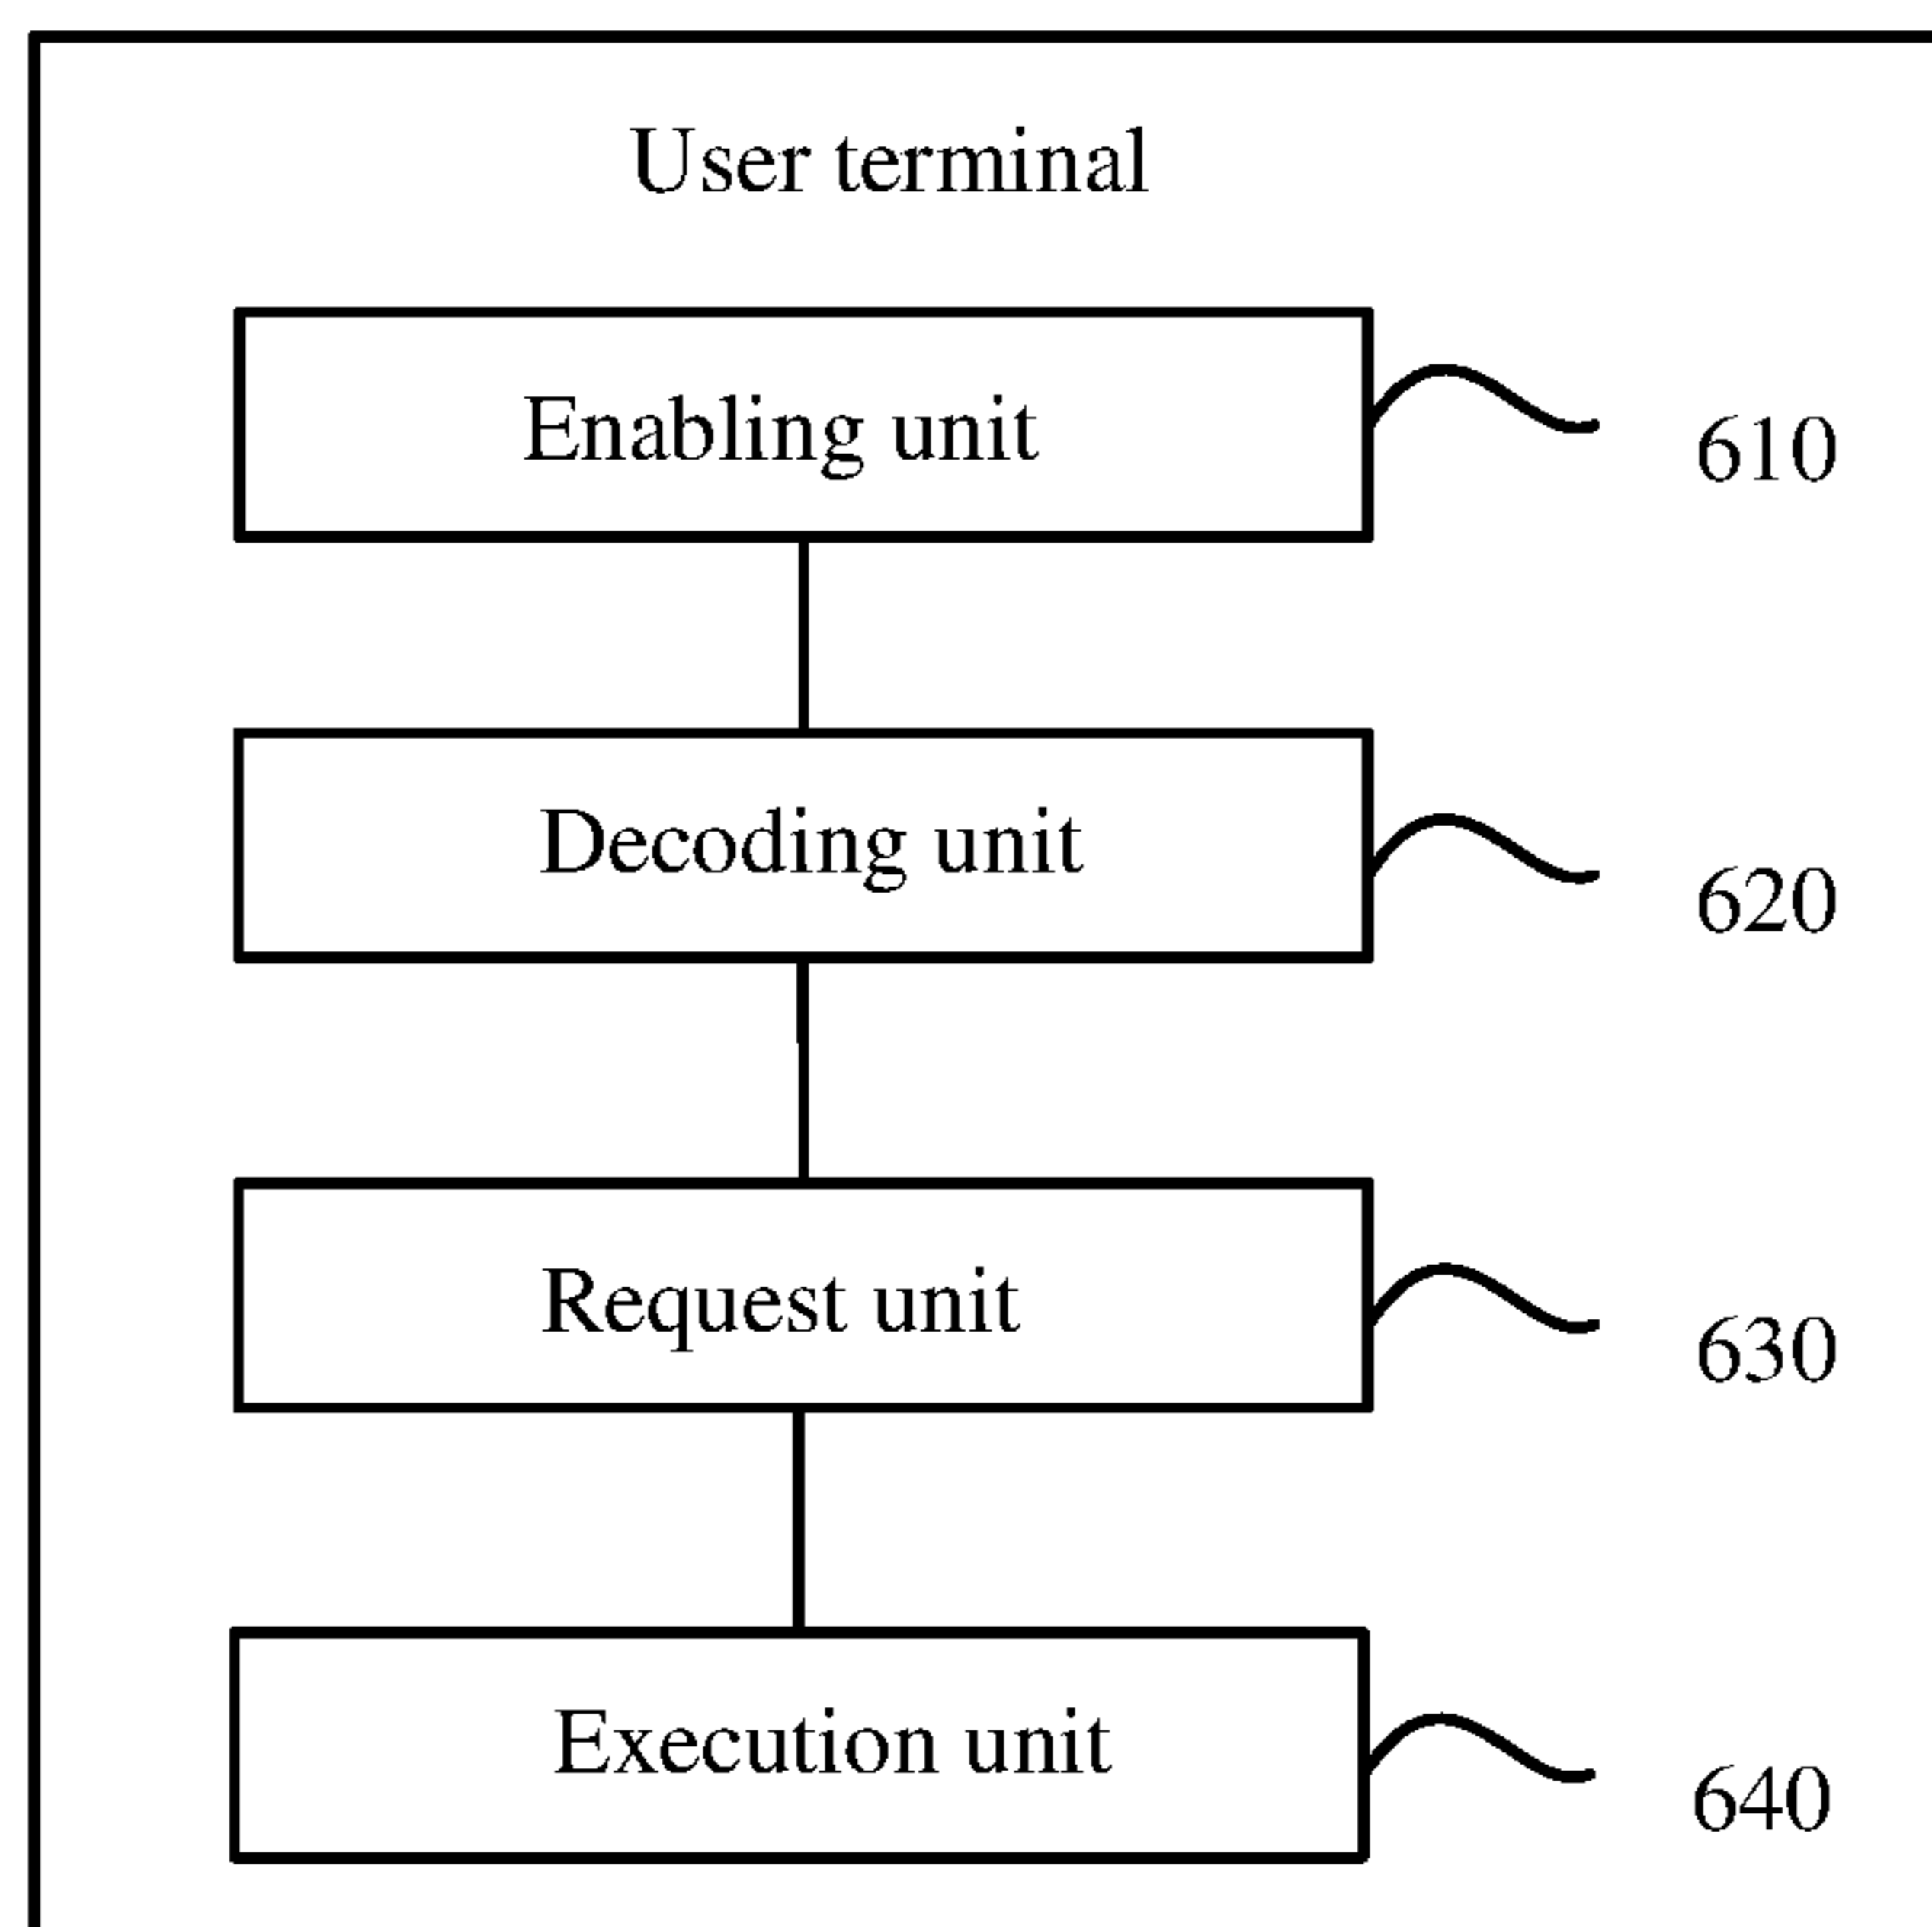 User terminal
Enabling unit
610
Decoding unit
620
Request unit
630
Execution unit
640